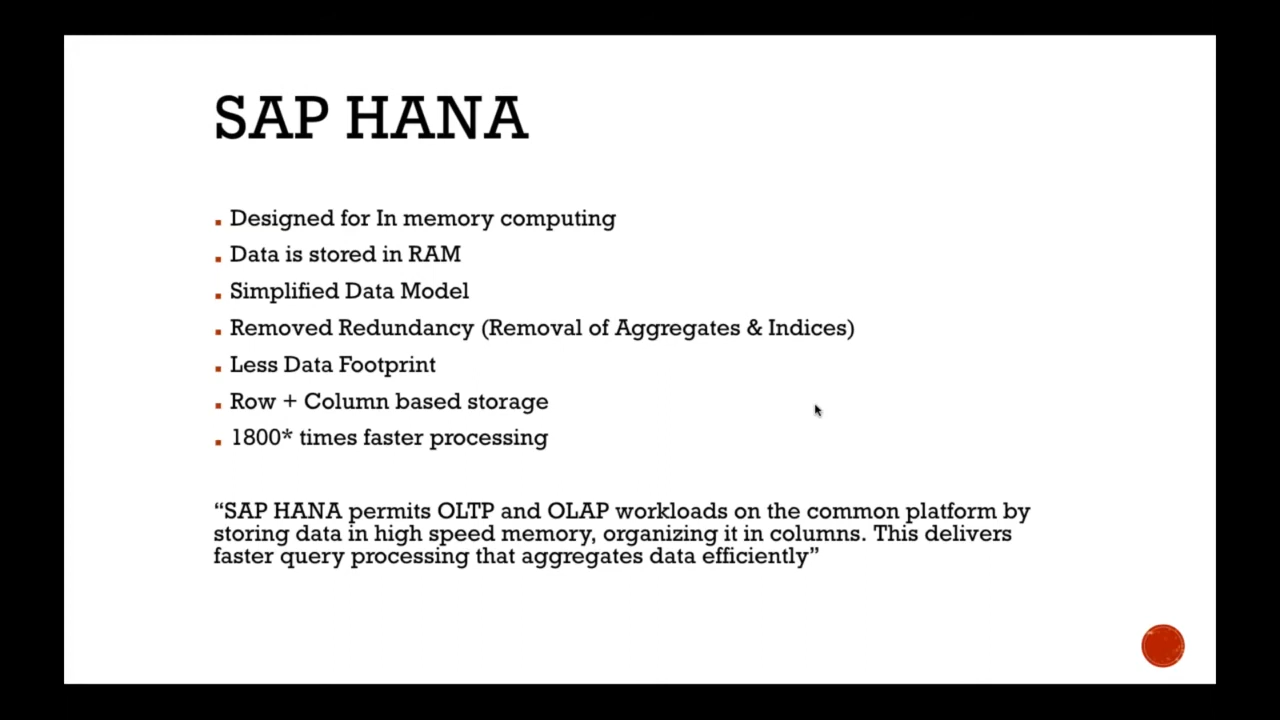 SAP HANA
Designed for In memory computing
Data is stored in RAM
Simplified Data Model
Removed Redundancy (Removal of Aggregates & Indices)
Less Data Footprint
Row + Column based storage
1800* times faster processing
“SAP HANA permits OLTP and OLAP workloads on the common platform by
storing data in high speed memory, organizing it in columns. This delivers
faster query processing that aggregates data efficiently”